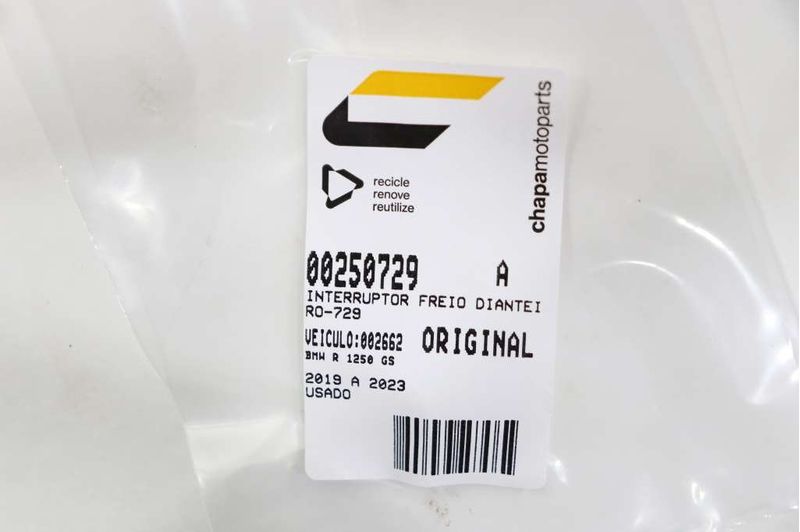 chapamotoparts
recicle
renove
reutilize
00250729 A
INTERRUPTOR FREIO DIANTEI
RO-729
VEICULO:002662 ORIGINAL
BMW R 1250 GS
2019 A 2023
USADO